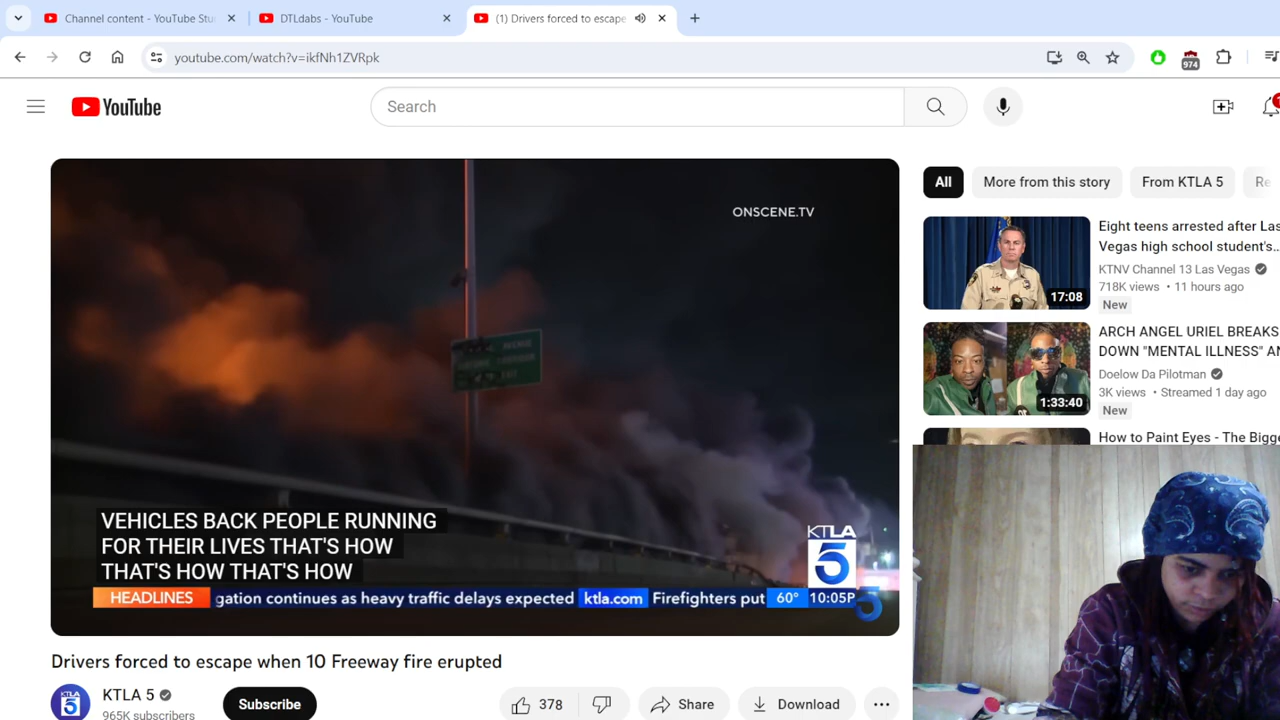 Channel content - YouTube Stu
DTLdabs - YouTube
(1) Drivers forced to escape
youtube.com/watch?v=ikfNh1ZVRpk
974
YouTube
Search
ONSCENE.TV
VEHICLES BACK PEOPLE RUNNING
FOR THEIR LIVES THAT'S HOW
THAT'S HOW THAT'S HOW
KTLA
5
HEADLINES
gation continues as heavy traffic delays expected ktla.com Firefighters put 60° 10:05P
Drivers forced to escape when 10 Freeway fire erupted
KTLA 5
965K subscribers
Subscribe
378
Share
Download
All
More from this story
From KTLA 5
Re
17:08
Eight teens arrested after Las
Vegas high school student's...
KTNV Channel 13 Las Vegas
718K views • 11 hours ago
New
1:33:40
ARCH ANGEL URIEL BREAKS
DOWN "MENTAL ILLNESS" AN
Doelow Da Pilotman
3K views • Streamed 1 day ago
New
How to Paint Eyes - The Bigge